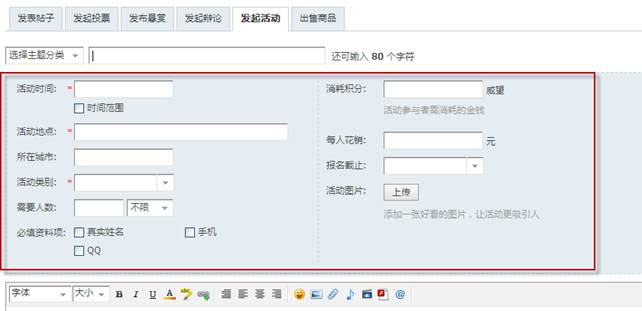 发表帖子 发起投票 发布悬赏 发起辩论 发起活动 出售商品
选择主题分类 还可输入 80 个字符
活动时间: * 消耗积分: 威望
时间范围 活动参与者需消耗的金钱
活动地点: * 每人花销: 元
所在城市: 报名截止:
活动类别: * 活动图片: 上传
需要人数: 不限 添加一张好看的图片，让活动更吸引人
必填资料项: 真实姓名 手机
QQ
字体 大小 B I U A